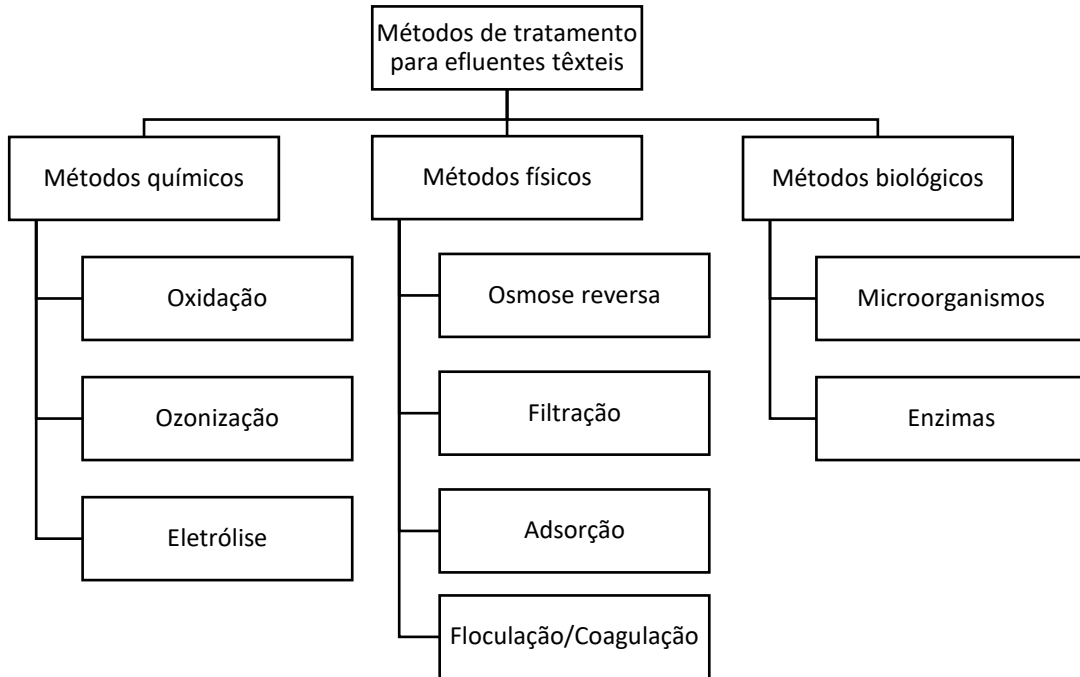 Métodos de tratamento
para efluentes têxteis
Métodos químicos
Oxidação
Ozonização
Eletrólise
Métodos físicos
Osmose reversa
Filtração
Adsorção
Floculação/Coagulação
Métodos biológicos
Microorganismos
Enzimas